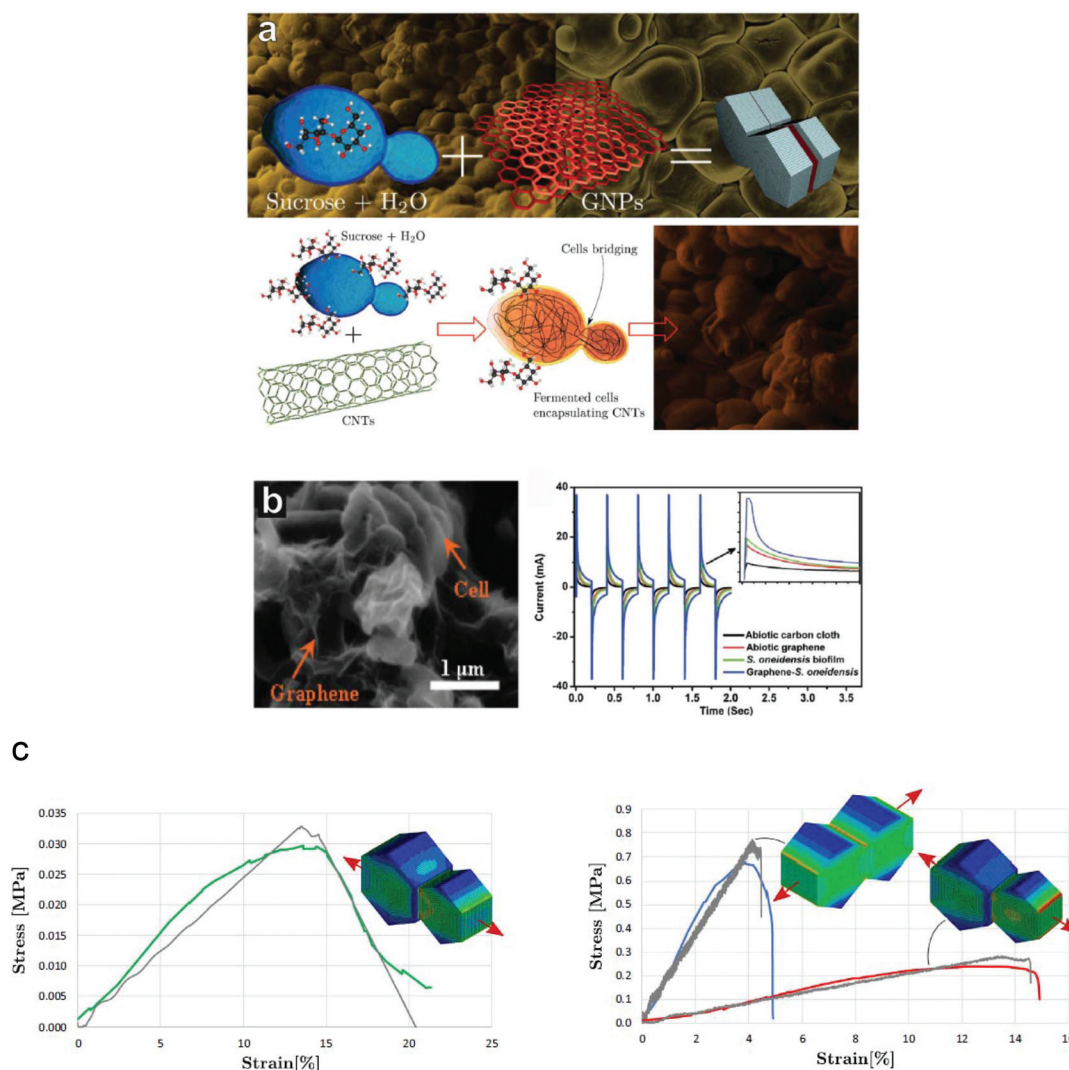 a
Sucrose + H₂O
GNPs
Sucrose + H₂O
+
CNTs
Cells bridging
Fermented cells
encapsulating CNTs
b
Cell
Graphene
1 μm
40
20
0
-20
-40
Current (mA)
0.0 0.5 1.0 1.5 2.0 2.5 3.0 3.5
Time (Sec)
Abiotic carbon cloth
Abiotic graphene
S. oneidensis biofilm
Graphene-S. oneidensis
c
Stress [MPa]
0.035
0.030
0.025
0.020
0.015
0.010
0.005
0.000
0 5 10 15 20 25
Strain[%]
Stress [MPa]
0.9
0.8
0.7
0.6
0.5
0.4
0.3
0.2
0.1
0.0
0 2 4 6 8 10 12 14 16
Strain[%]